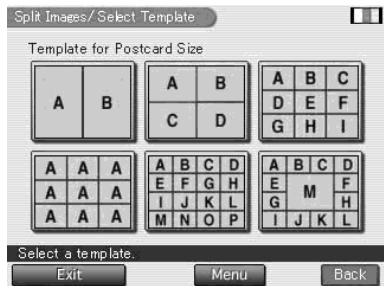 Split Images/Select Template
Template for Postcard Size
A B
A B
C D
A B C
D E F
G H I
A A A
A A A
A A A
A B C D
E F G H
I J K L
M N O P
A B C D
E M F
G H
I J K L
Select a template.
Exit Menu Back